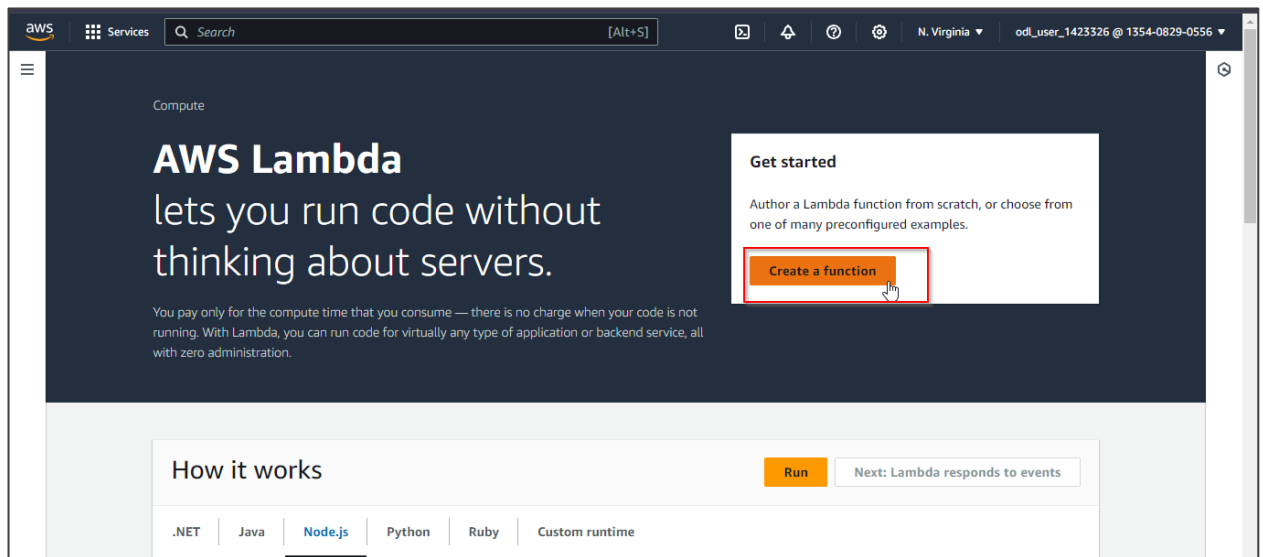 aws
Services
Search
[Alt+S]
N. Virginia
odl_user_1423326 @ 1354-0829-0556
Compute
AWS Lambda
lets you run code without
thinking about servers.
You pay only for the compute time that you consume — there is no charge when your code is not
running. With Lambda, you can run code for virtually any type of application or backend service, all
with zero administration.
Get started
Author a Lambda function from scratch, or choose from
one of many preconfigured examples.
Create a function
How it works
Run
Next: Lambda responds to events
.NET
Java
Node.js
Python
Ruby
Custom runtime